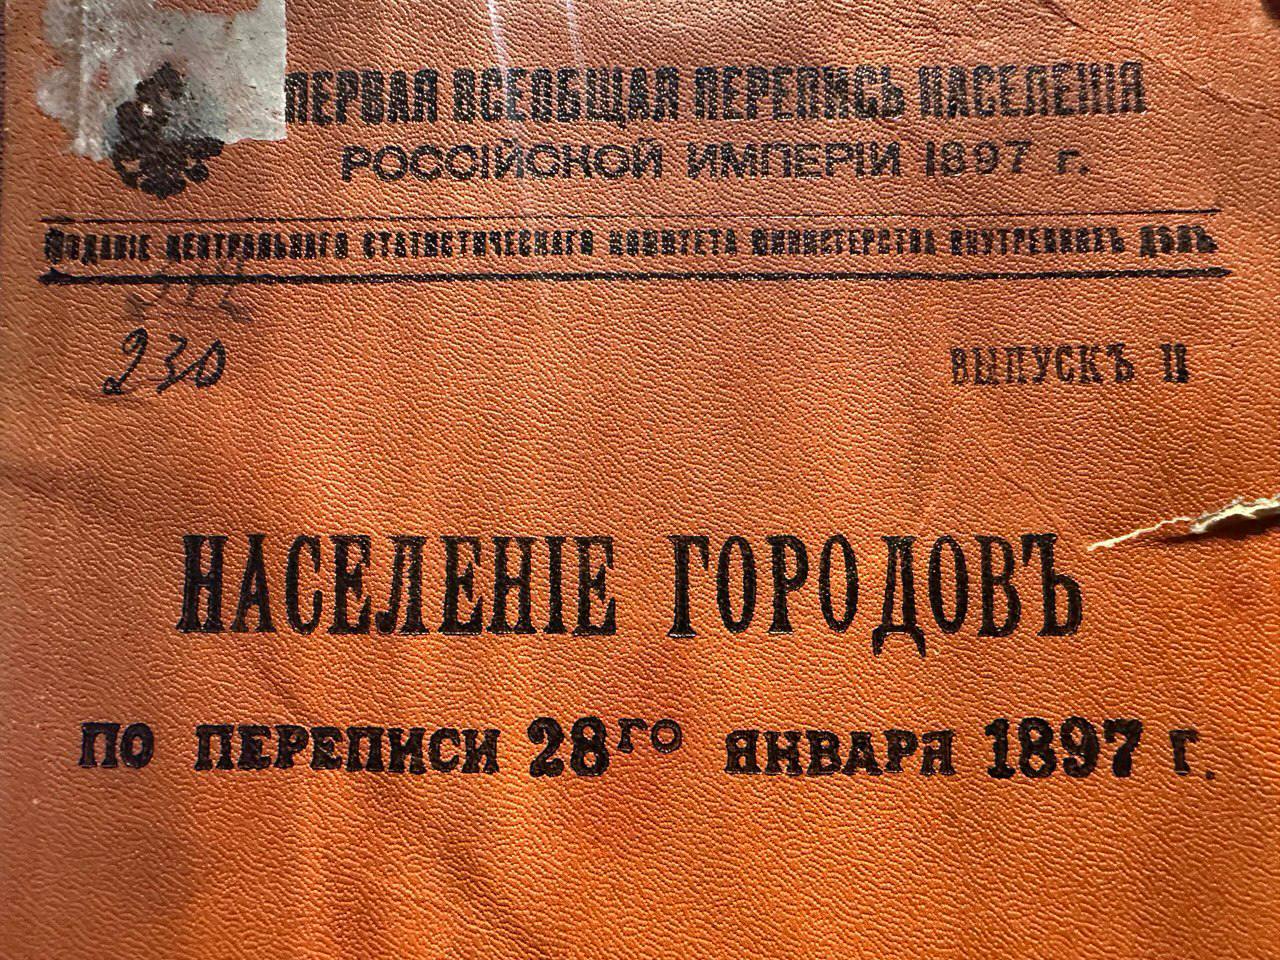 ПЕРВАЯ ВСЕОБЩАЯ ПЕРЕПИСЬ НАСЕЛЕНІЯ
РОССІЙСКОЙ ИМПЕРІИ 1897 г.
ИЗДАНІЕ ЦЕНТРАЛЬНАГО СТАТИСТИЧЕСКАГО КОМИТЕТА МИНИСТЕРСТВА ВНУТРЕННИХЪ ДѢЛЪ
230
ВЫПУСКЪ II
НАСЕЛЕНІЕ ГОРОДОВЪ
ПО ПЕРЕПИСИ 28ГО ЯНВАРЯ 1897 г.